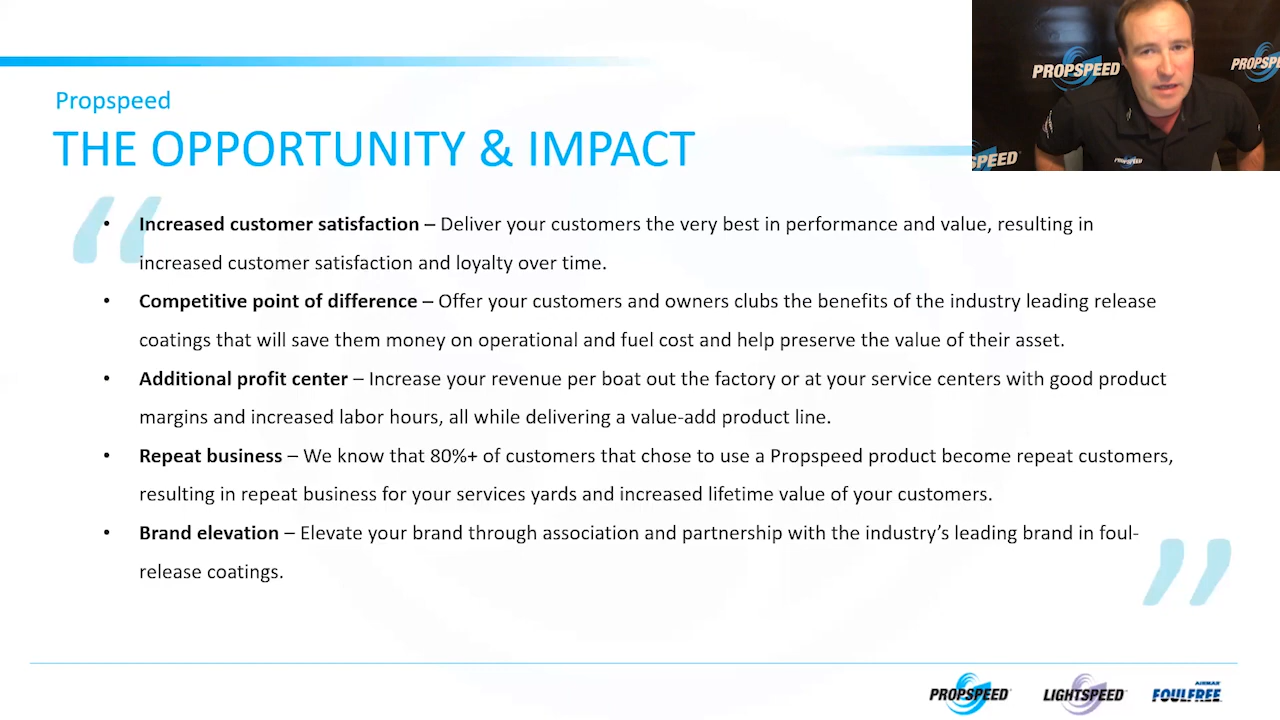 Propspeed
THE OPPORTUNITY & IMPACT
PROPSPEED
PROPSPE
SPEED
PROPSPEED
• Increased customer satisfaction – Deliver your customers the very best in performance and value, resulting in
increased customer satisfaction and loyalty over time.
• Competitive point of difference – Offer your customers and owners clubs the benefits of the industry leading release
coatings that will save them money on operational and fuel cost and help preserve the value of their asset.
• Additional profit center – Increase your revenue per boat out the factory or at your service centers with good product
margins and increased labor hours, all while delivering a value-add product line.
• Repeat business – We know that 80%+ of customers that chose to use a Propspeed product become repeat customers,
resulting in repeat business for your services yards and increased lifetime value of your customers.
• Brand elevation – Elevate your brand through association and partnership with the industry’s leading brand in foul-
release coatings.
PROPSPEED
LIGHTSPEED
AIRMAR
FOULFREE